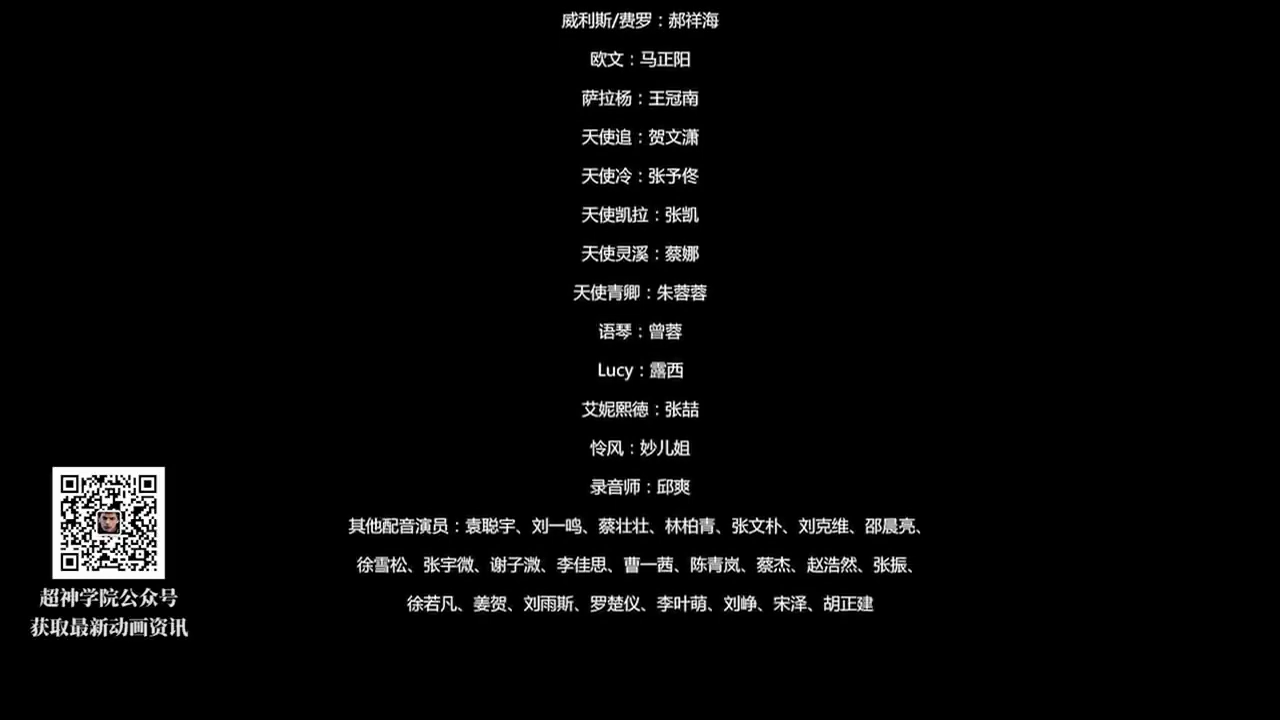 威利斯/费罗：郝祥海
欧文：马正阳
萨拉杨：王冠南
天使追：贺文潇
天使冷：张予佟
天使凯拉：张凯
天使灵溪：蔡娜
天使青卿：朱蓉蓉
语琴：曾蓉
Lucy：露西
艾妮熙德：张喆
怜风：妙儿姐
录音师：邱爽
其他配音演员：袁聪宇、刘一鸣、蔡壮壮、林柏青、张文朴、刘克维、邵晨亮、
徐雪松、张宇微、谢子溦、李佳思、曹一茜、陈青岚、蔡杰、赵浩然、张振、
徐若凡、姜贺、刘雨斯、罗楚仪、李叶萌、刘峥、宋泽、胡正建
超神学院公众号
获取最新动画资讯